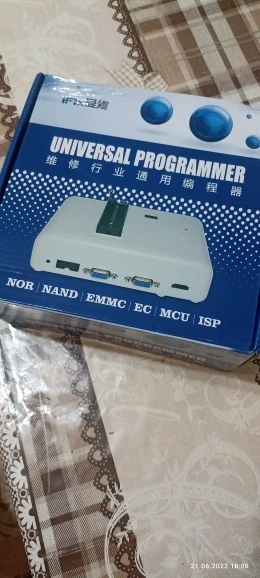 UNIVERSAL PROGRAMMER
维修行业通用编程器
NOR | NAND | EMMC | EC | MCU | ISP
21.06.2022 18:08